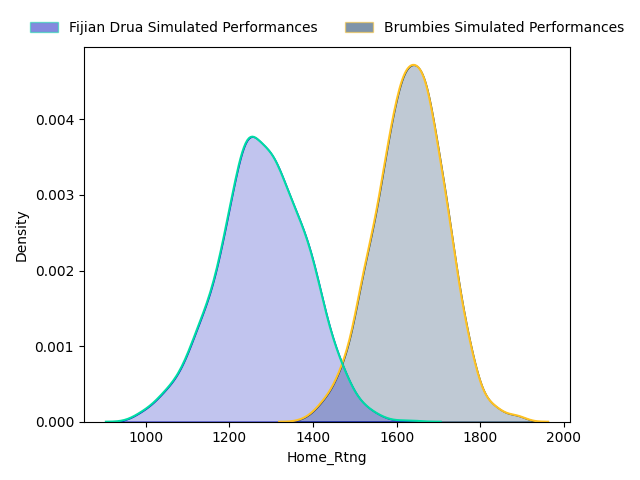 Fijian Drua Simulated Performances Brumbies Simulated Performances
0.004
0.003
0.002
0.001
0.000
Density
1000 1200 1400 1600 1800 2000
Home_Rtng